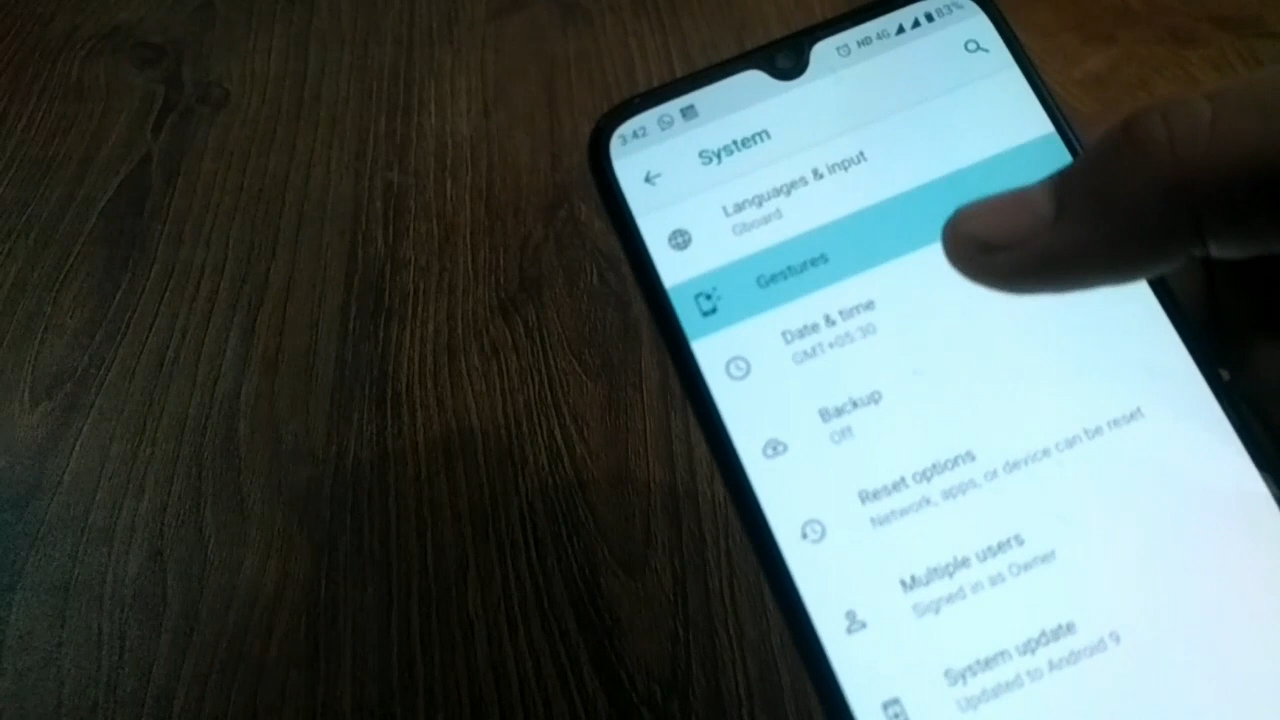 3:42 HD 4G 83%
System
Languages & input
Gboard
Gestures
Date & time
GMT+05:30
Backup
Off
Reset options
Network, apps, or device can be reset
Multiple users
Signed in as Owner
System update
Updated to Android 9